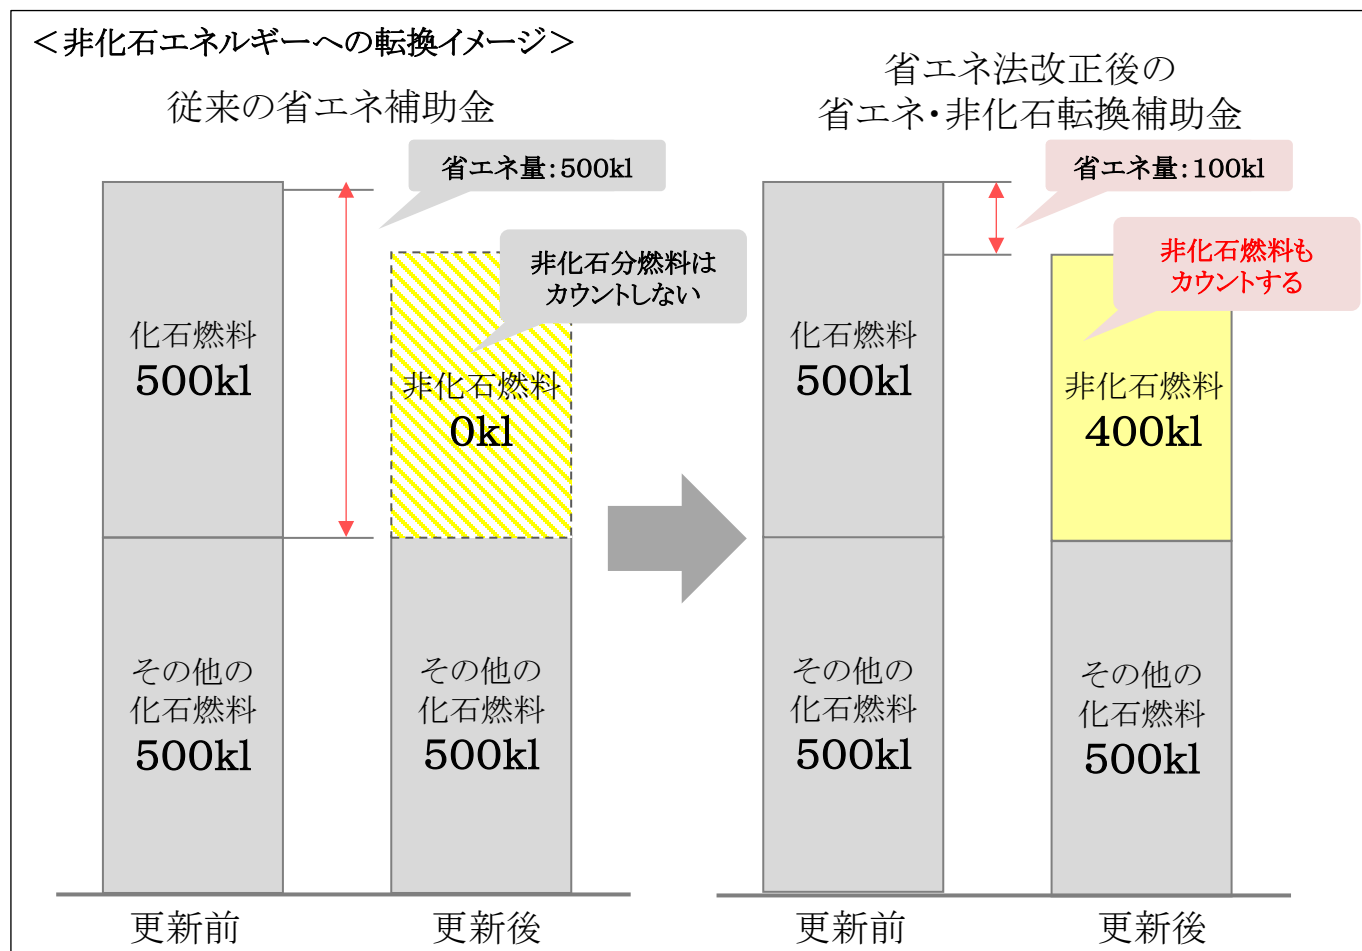 ＜非化石エネルギーへの転換イメージ＞
従来の省エネ補助金
省エネ量：500kl
非化石分燃料は
カウントしない
化石燃料
500kl
非化石燃料
0kl
その他の
化石燃料
500kl
その他の
化石燃料
500kl
更新前
更新後
省エネ法改正後の
省エネ・非化石転換補助金
省エネ量：100kl
非化石燃料も
カウントする
化石燃料
500kl
非化石燃料
400kl
その他の
化石燃料
500kl
その他の
化石燃料
500kl
更新前
更新後